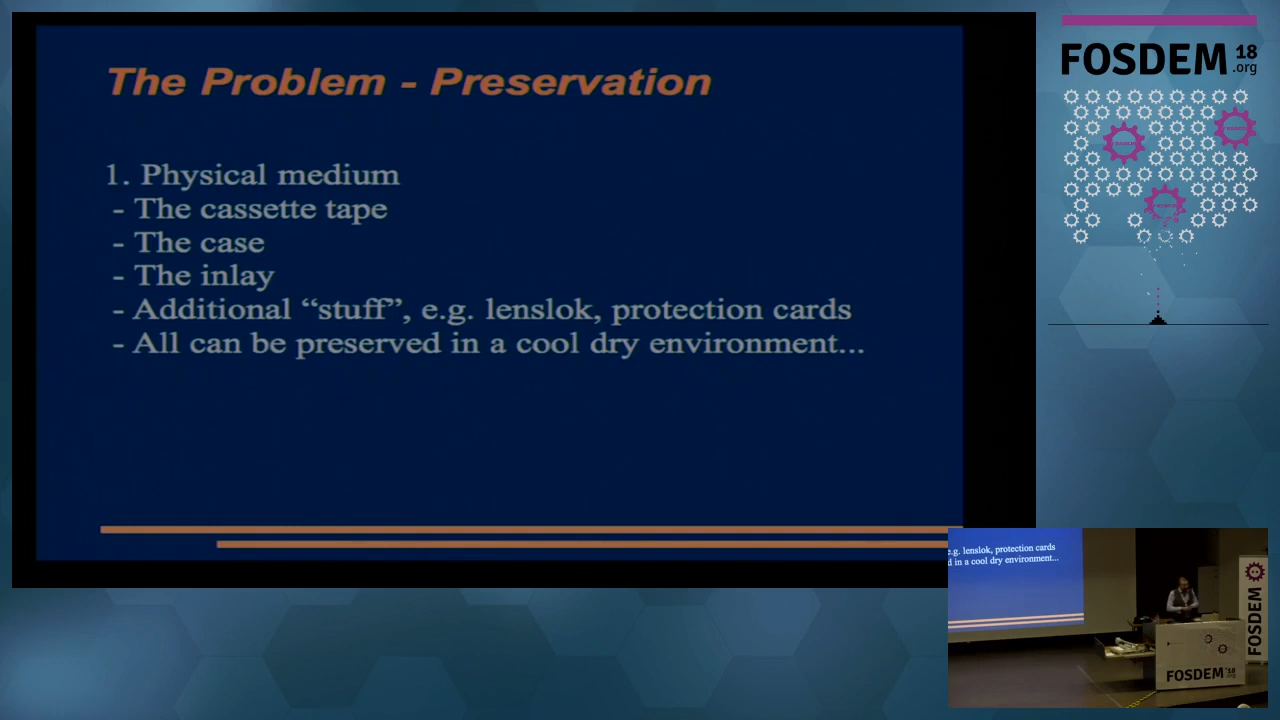 The Problem - Preservation
1. Physical medium
- The cassette tape
- The case
- The inlay
- Additional “stuff”, e.g. lenslok, protection cards
- All can be preserved in a cool dry environment...
FOSDEM 18
.org
e.g. lenslok, protection cards
d in a cool dry environment...
FOSDEM
FOSDEM 18
.org